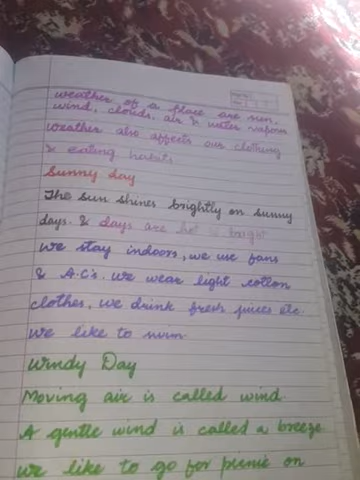 weather of a place are sun,
wind, clouds, air & water vapour
weather also affects our clothing
& eating habits
Sunny day
The sun shines brightly on sunny
days. & days are hot & bright
we stay indoors, we use fans
& A.C's. we wear light cotton
clothes, we drink fresh juices etc.
we like to swim.
Windy Day
Moving air is called wind.
A gentle wind is called a breeze
we like to go for picnic on